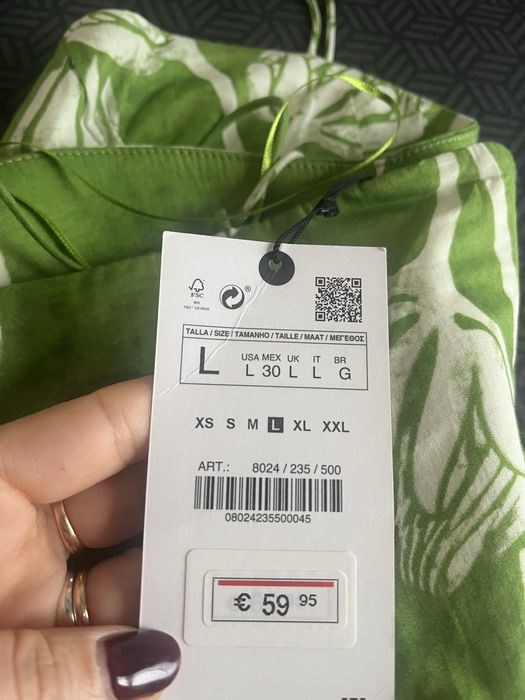 FSC
MIX
®
TALLA / SIZE / TAMANHO / TAILLE / MAAT / ΜΕΓΕΘΟΣ
L
USA MEX UK IT BR
L 30 L L G
XS S M L XL XXL
ART.: 8024 / 235 / 500
08024235500045
€ 59 95